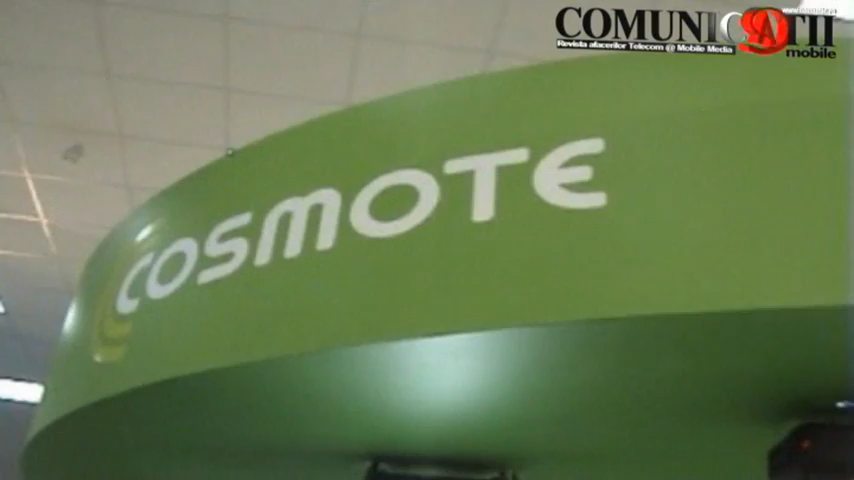 COMUNICATII
Revista afacerilor Telecom @ Mobile Media
mobile
COSMOTE